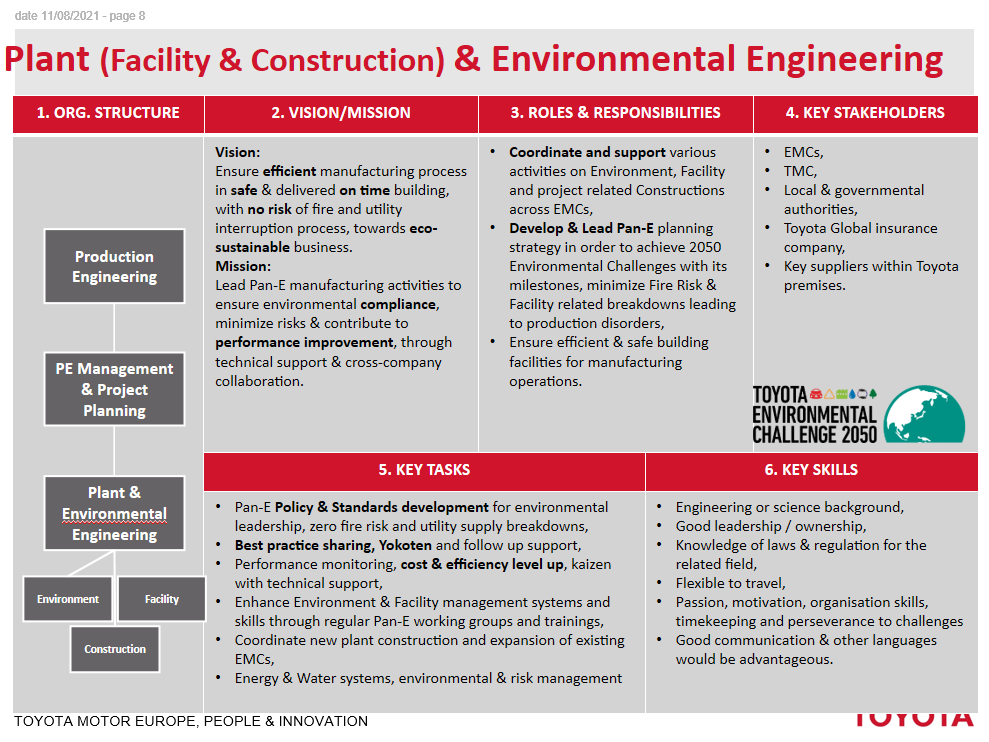 date 11/08/2021 - page 8
Plant (Facility & Construction) & Environmental Engineering
1. ORG. STRUCTURE
2. VISION/MISSION
3. ROLES & RESPONSIBILITIES
4. KEY STAKEHOLDERS
Production
Engineering
PE Management
& Project
Planning
Plant &
Environmental
Engineering
Environment
Facility
Construction
Vision:
Ensure efficient manufacturing process
in safe & delivered on time building,
with no risk of fire and utility
interruption process, towards eco-
sustainable business.
Mission:
Lead Pan-E manufacturing activities to
ensure environmental compliance,
minimize risks & contribute to
performance improvement, through
technical support & cross-company
collaboration.
• Coordinate and support various
activities on Environment, Facility
and project related Constructions
across EMCs,
• Develop & Lead Pan-E planning
strategy in order to achieve 2050
Environmental Challenges with its
milestones, minimize Fire Risk &
Facility related breakdowns leading
to production disorders,
• Ensure efficient & safe building
facilities for manufacturing
operations.
• EMCs,
• TMC,
• Local & governmental
authorities,
• Toyota Global insurance
company,
• Key suppliers within Toyota
premises.
TOYOTA
ENVIRONMENTAL
CHALLENGE 2050
5. KEY TASKS
• Pan-E Policy & Standards development for environmental
leadership, zero fire risk and utility supply breakdowns,
• Best practice sharing, Yokoten and follow up support,
• Performance monitoring, cost & efficiency level up, kaizen
with technical support,
• Enhance Environment & Facility management systems and
skills through regular Pan-E working groups and trainings,
• Coordinate new plant construction and expansion of existing
EMCs,
• Energy & Water systems, environmental & risk management
6. KEY SKILLS
• Engineering or science background,
• Good leadership / ownership,
• Knowledge of laws & regulation for the
related field,
• Flexible to travel,
• Passion, motivation, organisation skills,
timekeeping and perseverance to challenges
• Good communication & other languages
would be advantageous.
TOYOTA MOTOR EUROPE, PEOPLE & INNOVATION
TOYOTA